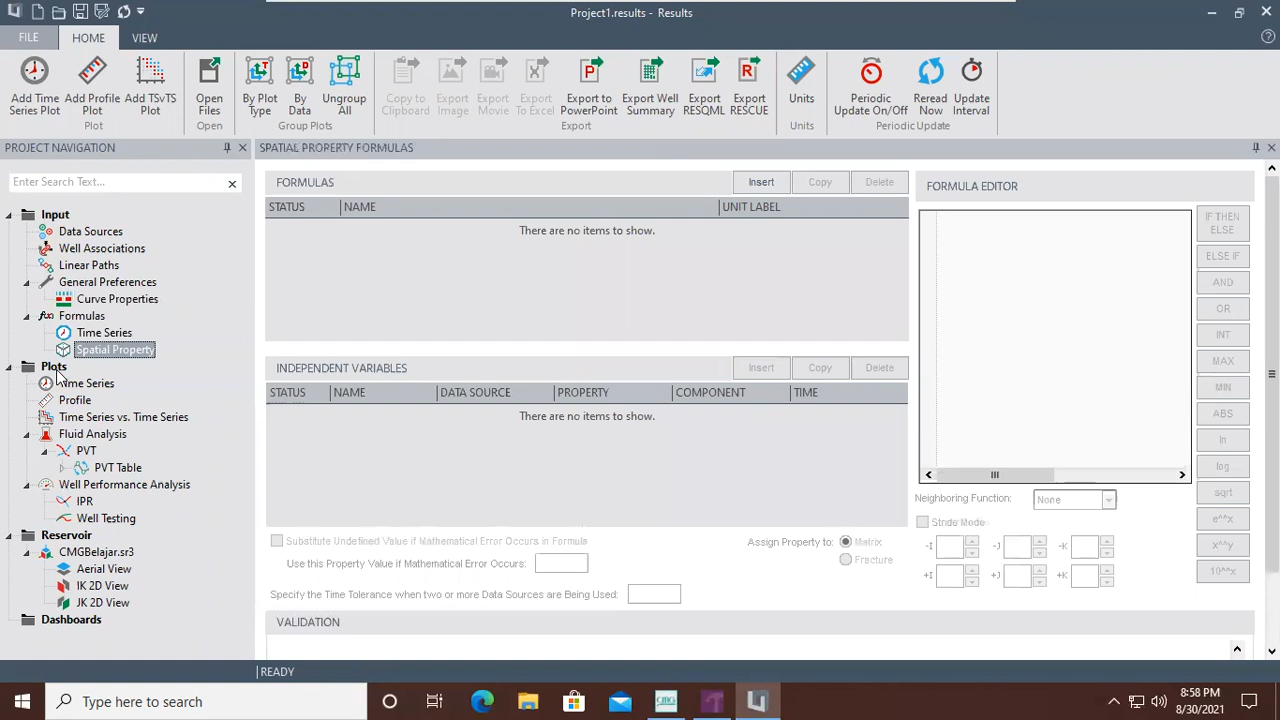 Project1.results - Results
FILE HOME VIEW
Add Time Series Plot
Add Profile Plot
Add TSvTS Plot
Plot
Open Files
Open
By Plot Type
By Data
Ungroup All
Group Plots
Copy to Clipboard
Export Image
Export Movie
Export To Excel
Export to PowerPoint
Export Well Summary
Export RESQML
Export RESCUE
Export
Units
Units
Periodic Update On/Off
Reread Now
Update Interval
Periodic Update
PROJECT NAVIGATION
Enter Search Text...
Input
Data Sources
Well Associations
Linear Paths
General Preferences
Curve Properties
Formulas
Time Series
Spatial Property
Plots
Time Series
Profile
Time Series vs. Time Series
Fluid Analysis
PVT
PVT Table
Well Performance Analysis
IPR
Well Testing
Reservoir
CMGBelajar.sr3
Aerial View
IK 2D View
JK 2D View
Dashboards
SPATIAL PROPERTY FORMULAS
FORMULAS Insert Copy Delete
STATUS NAME UNIT LABEL
There are no items to show.
INDEPENDENT VARIABLES Insert Copy Delete
STATUS NAME DATA SOURCE PROPERTY COMPONENT TIME
There are no items to show.
Substitute Undefined Value if Mathematical Error Occurs in Formula
Use this Property Value if Mathematical Error Occurs:
Specify the Time Tolerance when two or more Data Sources are Being Used:
Assign Property to: Matrix
Fracture
FORMULA EDITOR
IF THEN ELSE
ELSE IF
AND
OR
INT
MAX
MIN
ABS
ln
log
sqrt
e^^x
x^^y
10^^x
Neighboring Function: None
Stride Mode
-I -J -K
+I +J +K
VALIDATION
READY
Type here to search
8:58 PM
8/30/2021